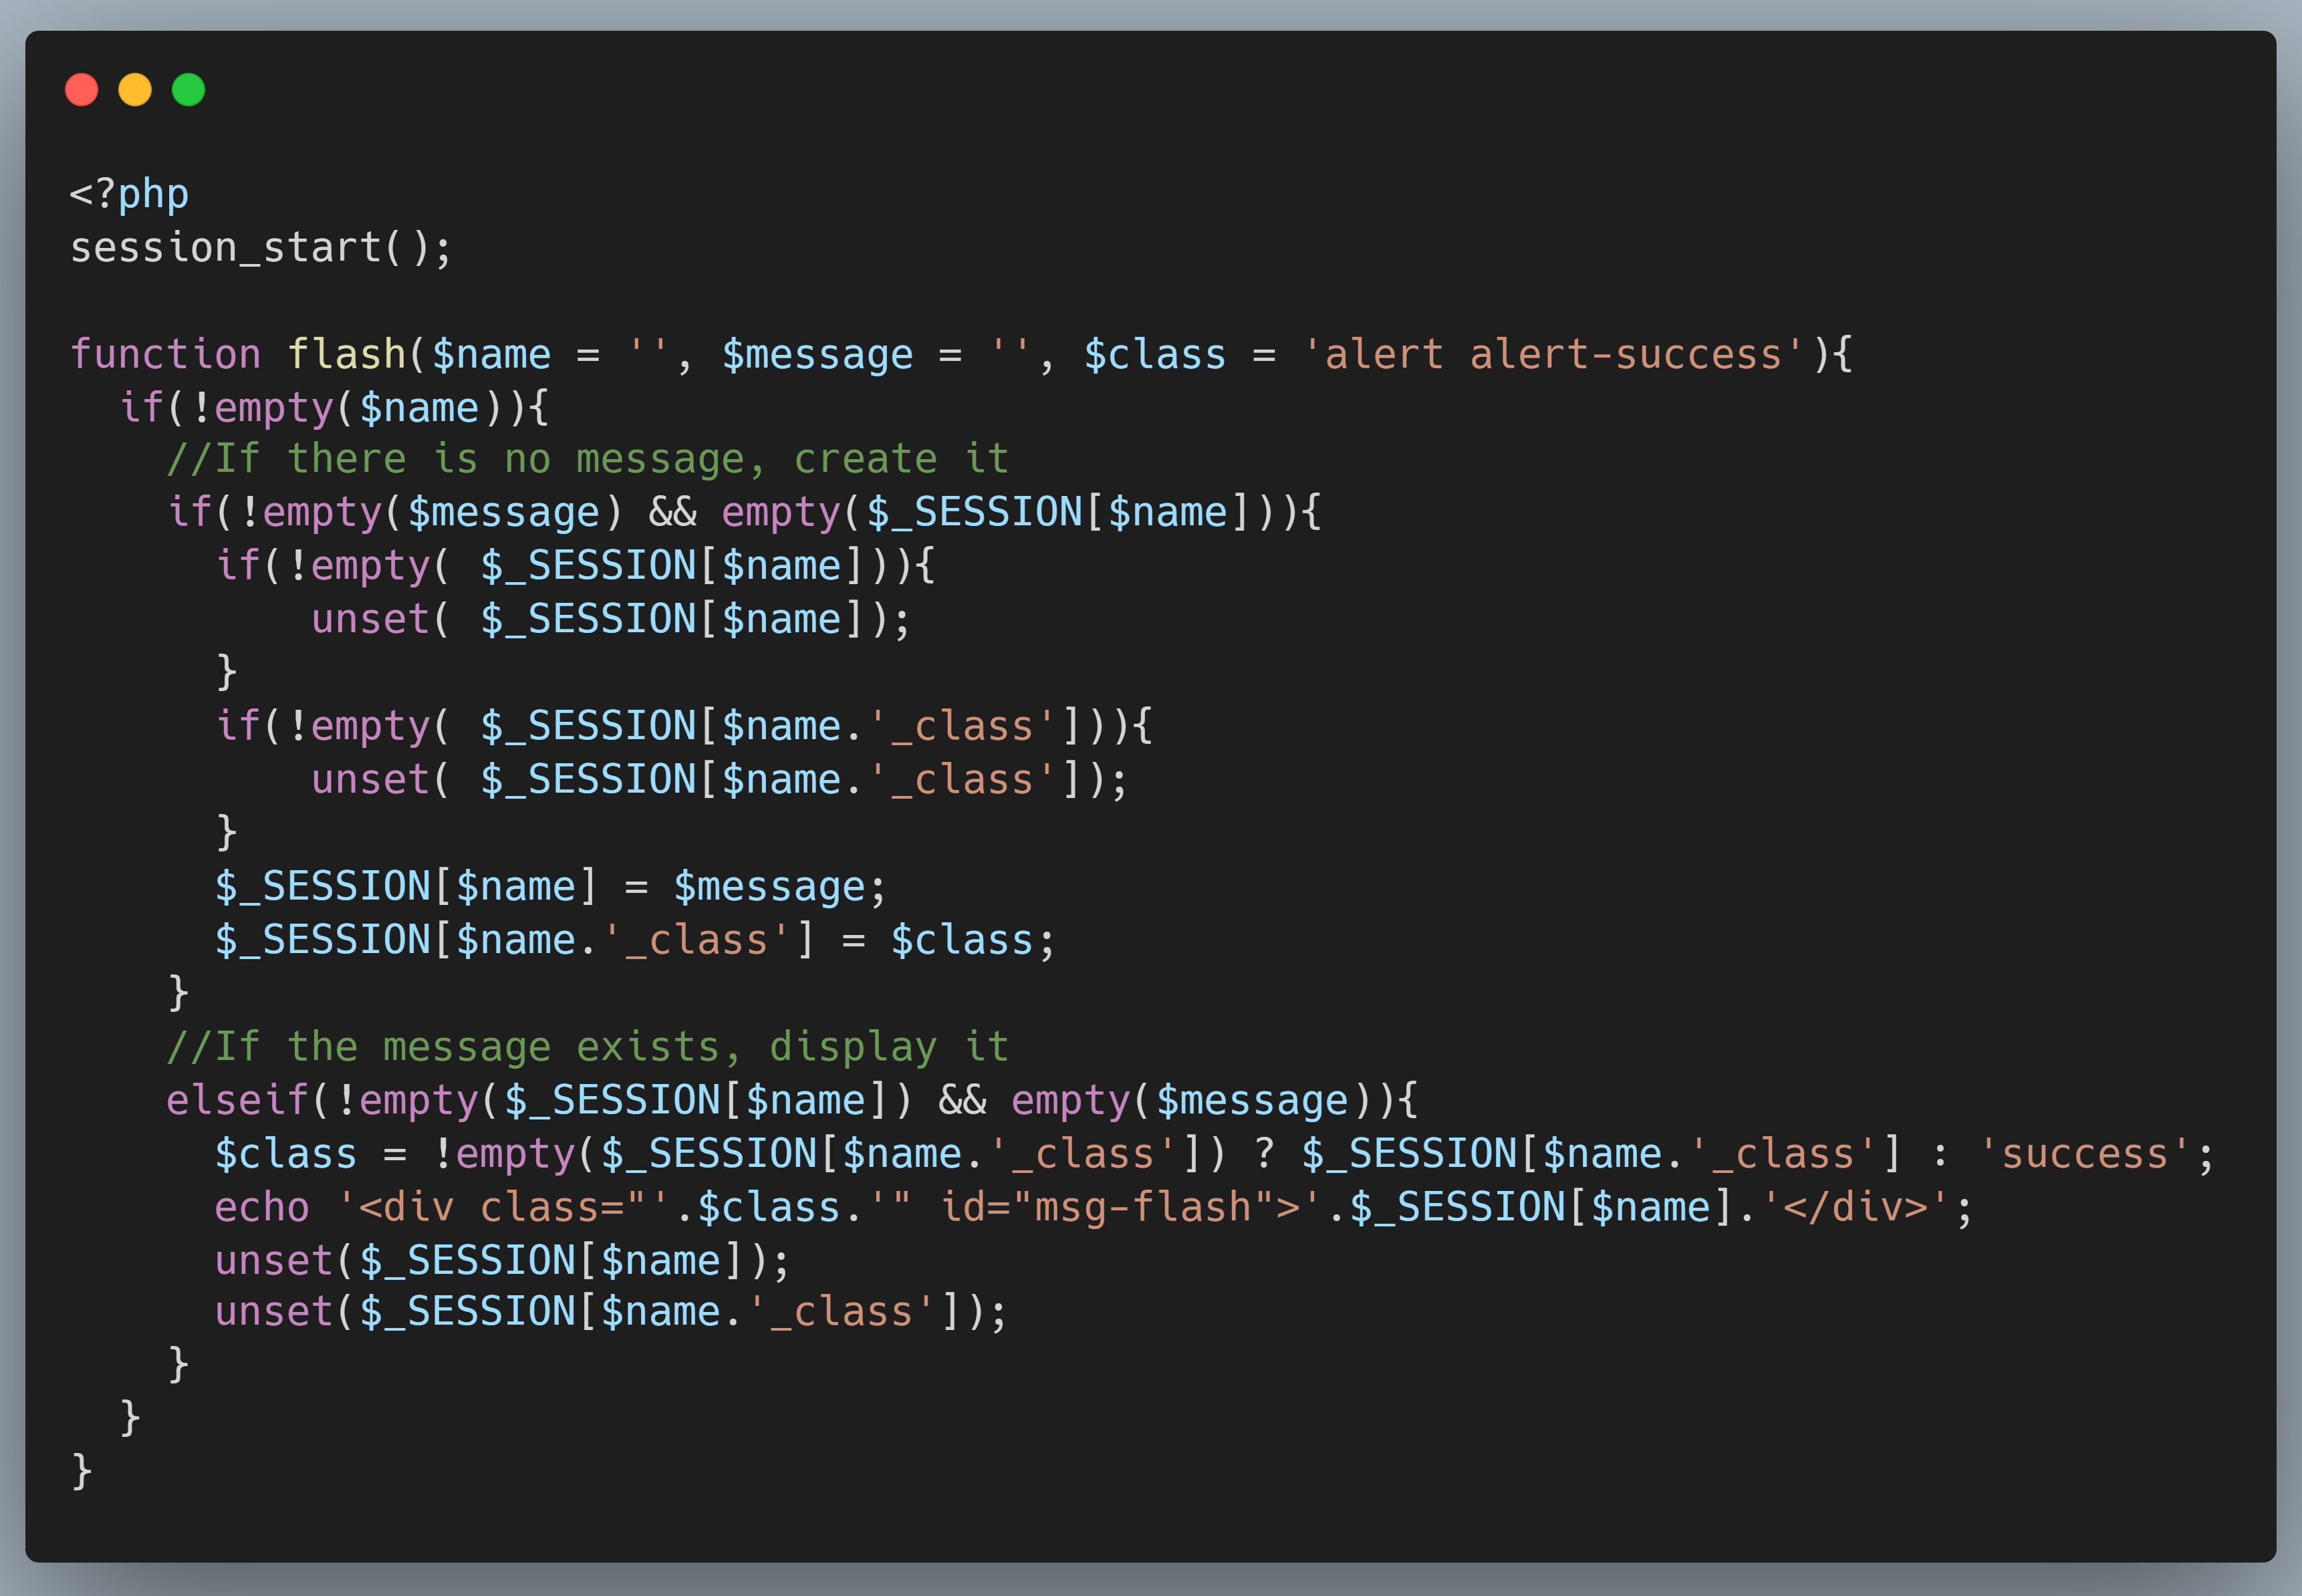 <?php
session_start();

function flash($name = '', $message = '', $class = 'alert alert-success'){
  if(!empty($name)){
    //If there is no message, create it
    if(!empty($message) && empty($_SESSION[$name])){
      if(!empty( $_SESSION[$name])){
          unset( $_SESSION[$name]);
      }
      if(!empty( $_SESSION[$name.'_class'])){
          unset( $_SESSION[$name.'_class']);
      }
      $_SESSION[$name] = $message;
      $_SESSION[$name.'_class'] = $class;
    }
    //If the message exists, display it
    elseif(!empty($_SESSION[$name]) && empty($message)){
      $class = !empty($_SESSION[$name.'_class']) ? $_SESSION[$name.'_class'] : 'success';
      echo '<div class="'.$class.'" id="msg-flash">'.$_SESSION[$name].'</div>';
      unset($_SESSION[$name]);
      unset($_SESSION[$name.'_class']);
    }
  }
}